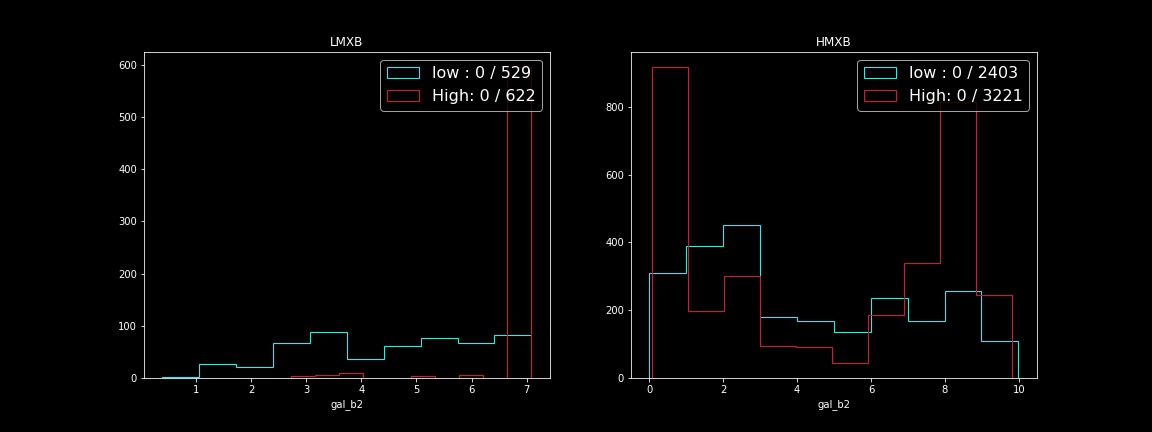 LMXB
600
500
400
300
200
100
0
1 2 3 4 5 6 7
gal_b2
low : 0 / 529
High: 0 / 622
HMXB
800
600
400
200
0
0 2 4 6 8 10
gal_b2
low : 0 / 2403
High: 0 / 3221